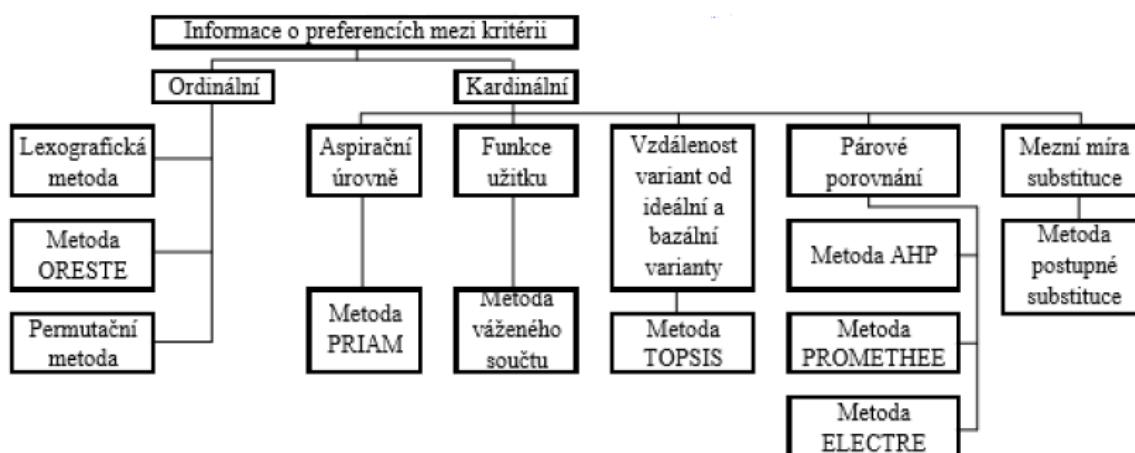 Informace o preferencích mezi kritérii
Ordinální
Kardinální
Lexografická
metoda
Metoda
ORESTE
Permutační
metoda
Aspirační
úrovně
Metoda
PRIAM
Funkce
užitku
Metoda
váženého
součtu
Vzdálenost
variant od
ideální a
bazální
varianty
Metoda
TOPSIS
Párové
porovnání
Metoda AHP
Metoda
PROMETHEE
Metoda
ELECTRE
Mezní míra
substituce
Metoda
postupné
substituce